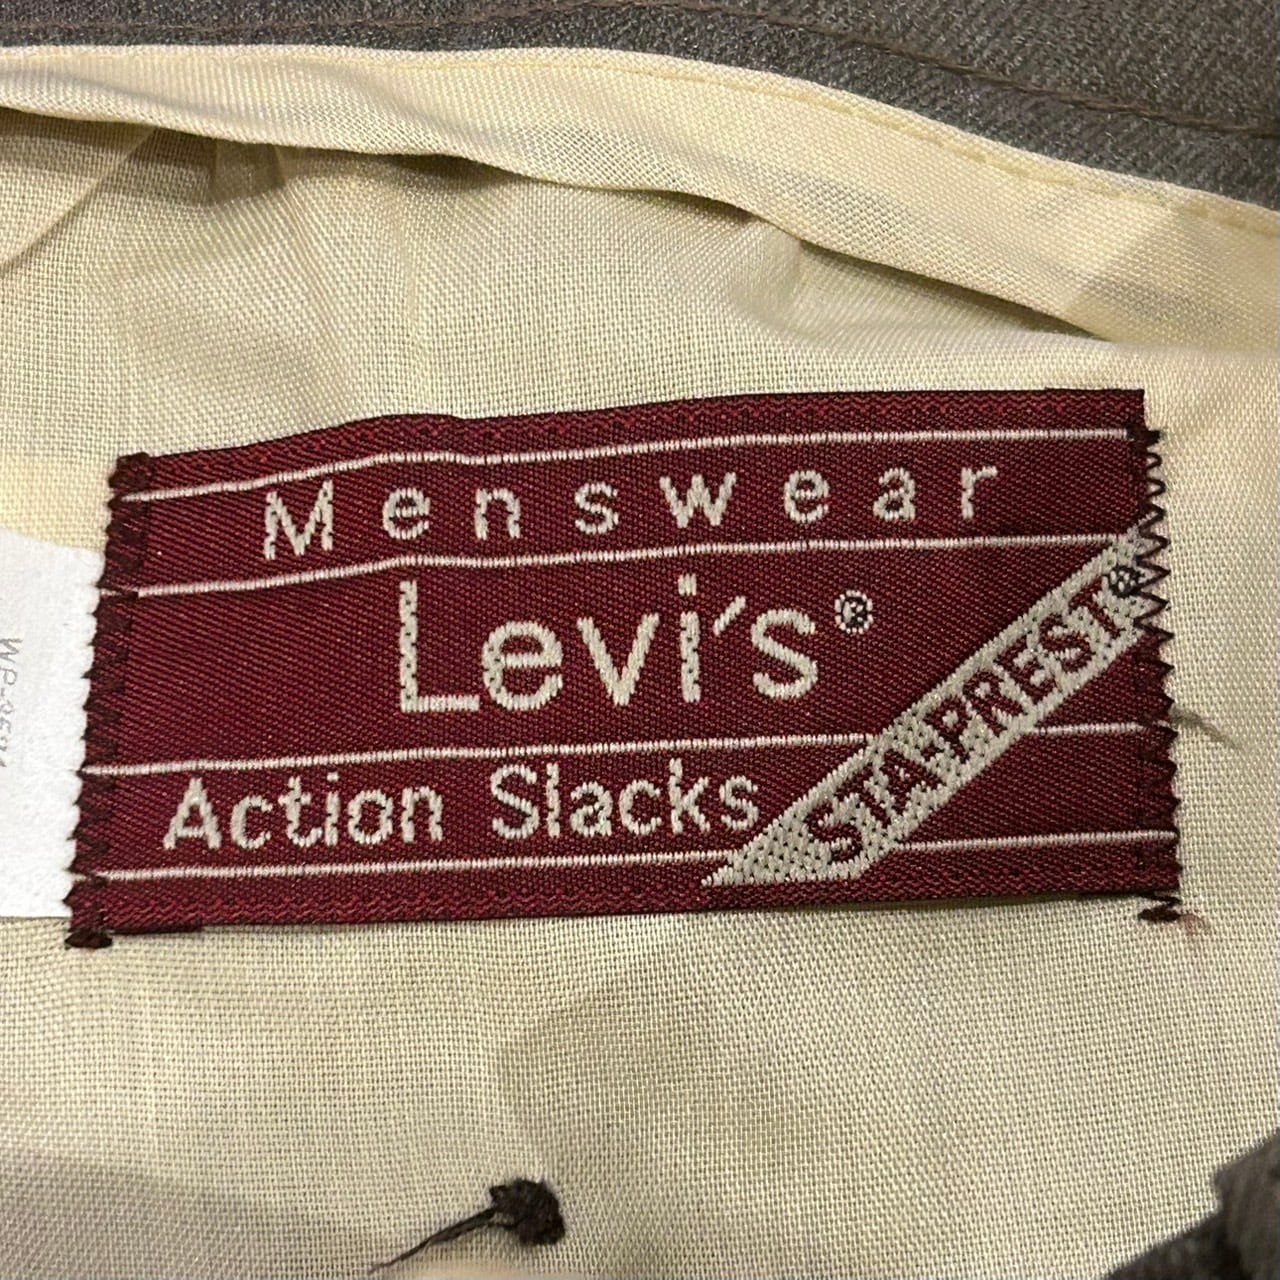 Menswear
Levi's®
Action Slacks
STA-PREST®